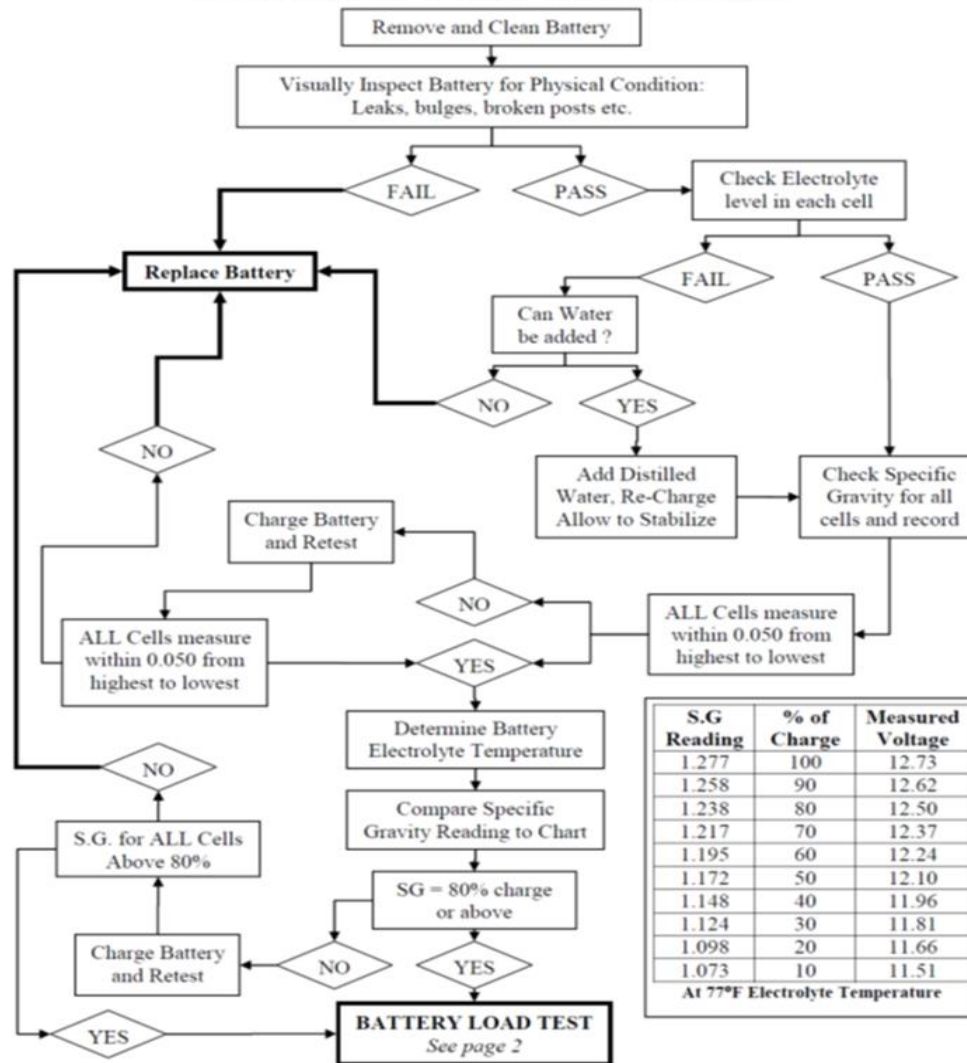 Remove and Clean Battery
Visually Inspect Battery for Physical Condition:
Leaks, bulges, broken posts etc.
FAIL
PASS
Check Electrolyte
level in each cell
Replace Battery
FAIL
PASS
Can Water
be added ?
NO
YES
NO
Add Distilled
Water, Re-Charge
Allow to Stabilize
Check Specific
Gravity for all
cells and record
Charge Battery
and Retest
NO
ALL Cells measure
within 0.050 from
highest to lowest
YES
ALL Cells measure
within 0.050 from
highest to lowest
Determine Battery
Electrolyte Temperature
NO
Compare Specific
Gravity Reading to Chart
S.G. for ALL Cells
Above 80%
SG = 80% charge
or above
Charge Battery
and Retest
NO
YES
YES
BATTERY LOAD TEST
See page 2
S.G Reading % of Charge Measured Voltage
1.277 100 12.73
1.258 90 12.62
1.238 80 12.50
1.217 70 12.37
1.195 60 12.24
1.172 50 12.10
1.148 40 11.96
1.124 30 11.81
1.098 20 11.66
1.073 10 11.51
At 77°F Electrolyte Temperature